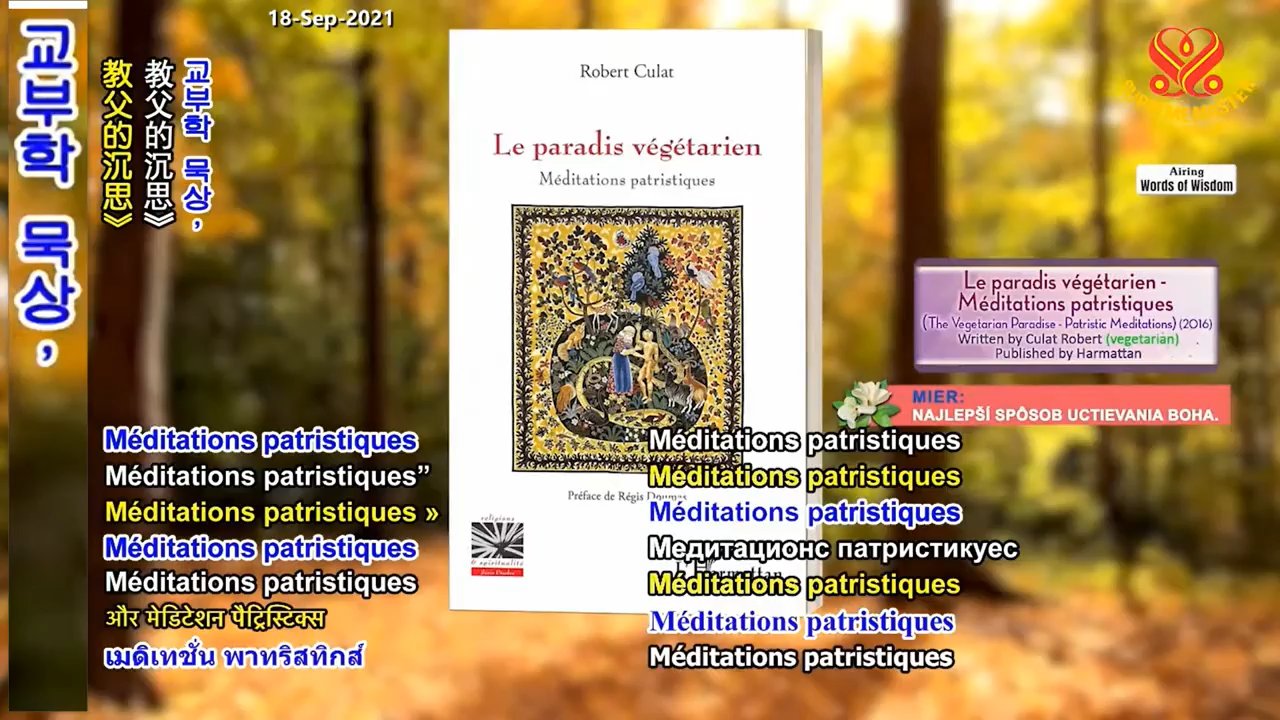 18-Sep-2021
교부학 묵상,
教父的沉思》
教父的沉思》
교부학 묵상,
Robert Culat
Le paradis végétarien
Méditations patristiques
Préface de Régis Doumas
religions
& spiritualité
Airing
Words of Wisdom
Le paradis végétarien -
Méditations patristiques
(The Vegetarian Paradise - Patristic Meditations) (2016)
Written by Culat Robert (vegetarian)
Published by Harmattan
MIER:
NAJLEPŠÍ SPÔSOB UCTIEVANIA BOHA.
Méditations patristiques
Méditations patristiques”
Méditations patristiques »
Méditations patristiques
Méditations patristiques
और मेडिटेशन पैट्रिस्टिक्स
เมดิเทชั่น พาทริสทิกส์
Méditations patristiques
Méditations patristiques
Méditations patristiques
Медитационс патристикуес
Méditations patristiques
Méditations patristiques
Méditations patristiques